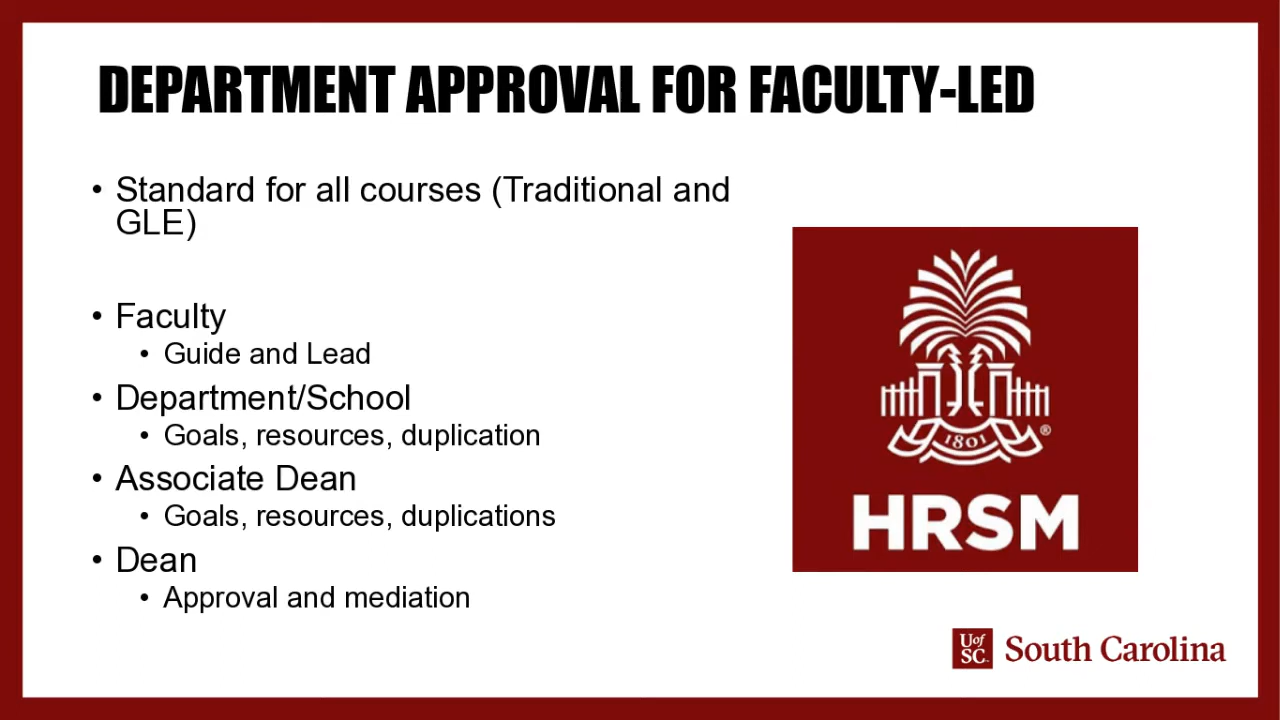 DEPARTMENT APPROVAL FOR FACULTY-LED
• Standard for all courses (Traditional and
GLE)
• Faculty
• Guide and Lead
• Department/School
• Goals, resources, duplication
• Associate Dean
• Goals, resources, duplications
• Dean
• Approval and mediation
1801
®
HRSM
UofSC
South Carolina